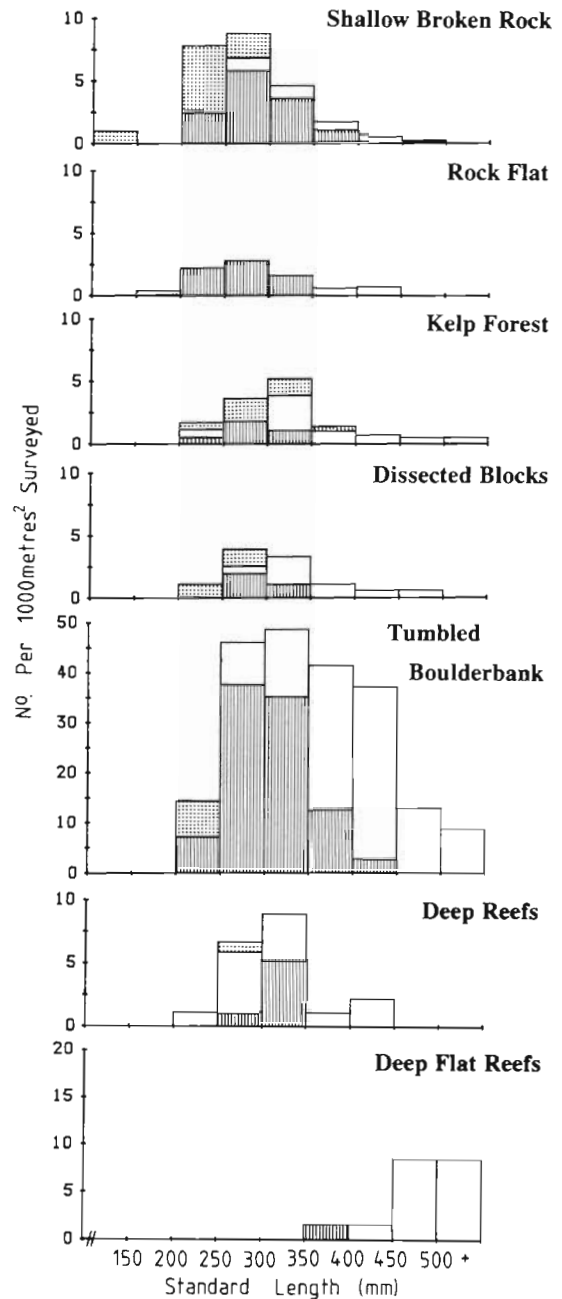 Shallow Broken Rock
10
5
0
Rock Flat
10
5
0
Kelp Forest
10
5
0
Dissected Blocks
10
5
0
Tumbled
Boulderbank
50
40
30
20
10
0
Deep Reefs
10
5
0
Deep Flat Reefs
20
15
10
5
0
150 200 250 300 350 400 450 500 +
Standard Length (mm)
Nº. Per 1000metres² Surveyed